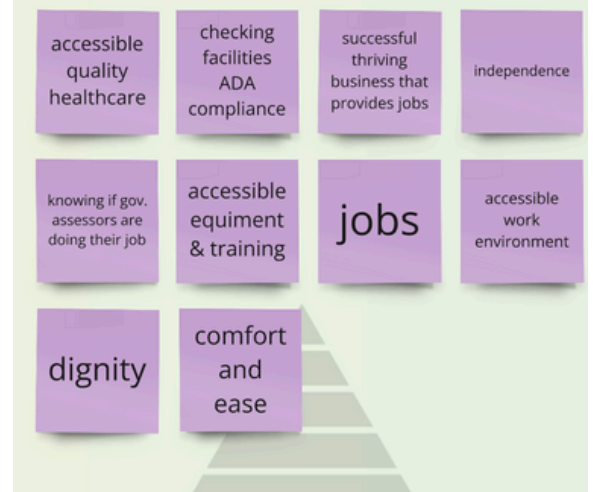 accessible
quality
healthcare
checking
facilities
ADA
compliance
successful
thriving
business that
provides jobs
independence
knowing if gov.
assessors are
doing their job
accessible
equiment
& training
jobs
accessible
work
environment
dignity
comfort
and
ease